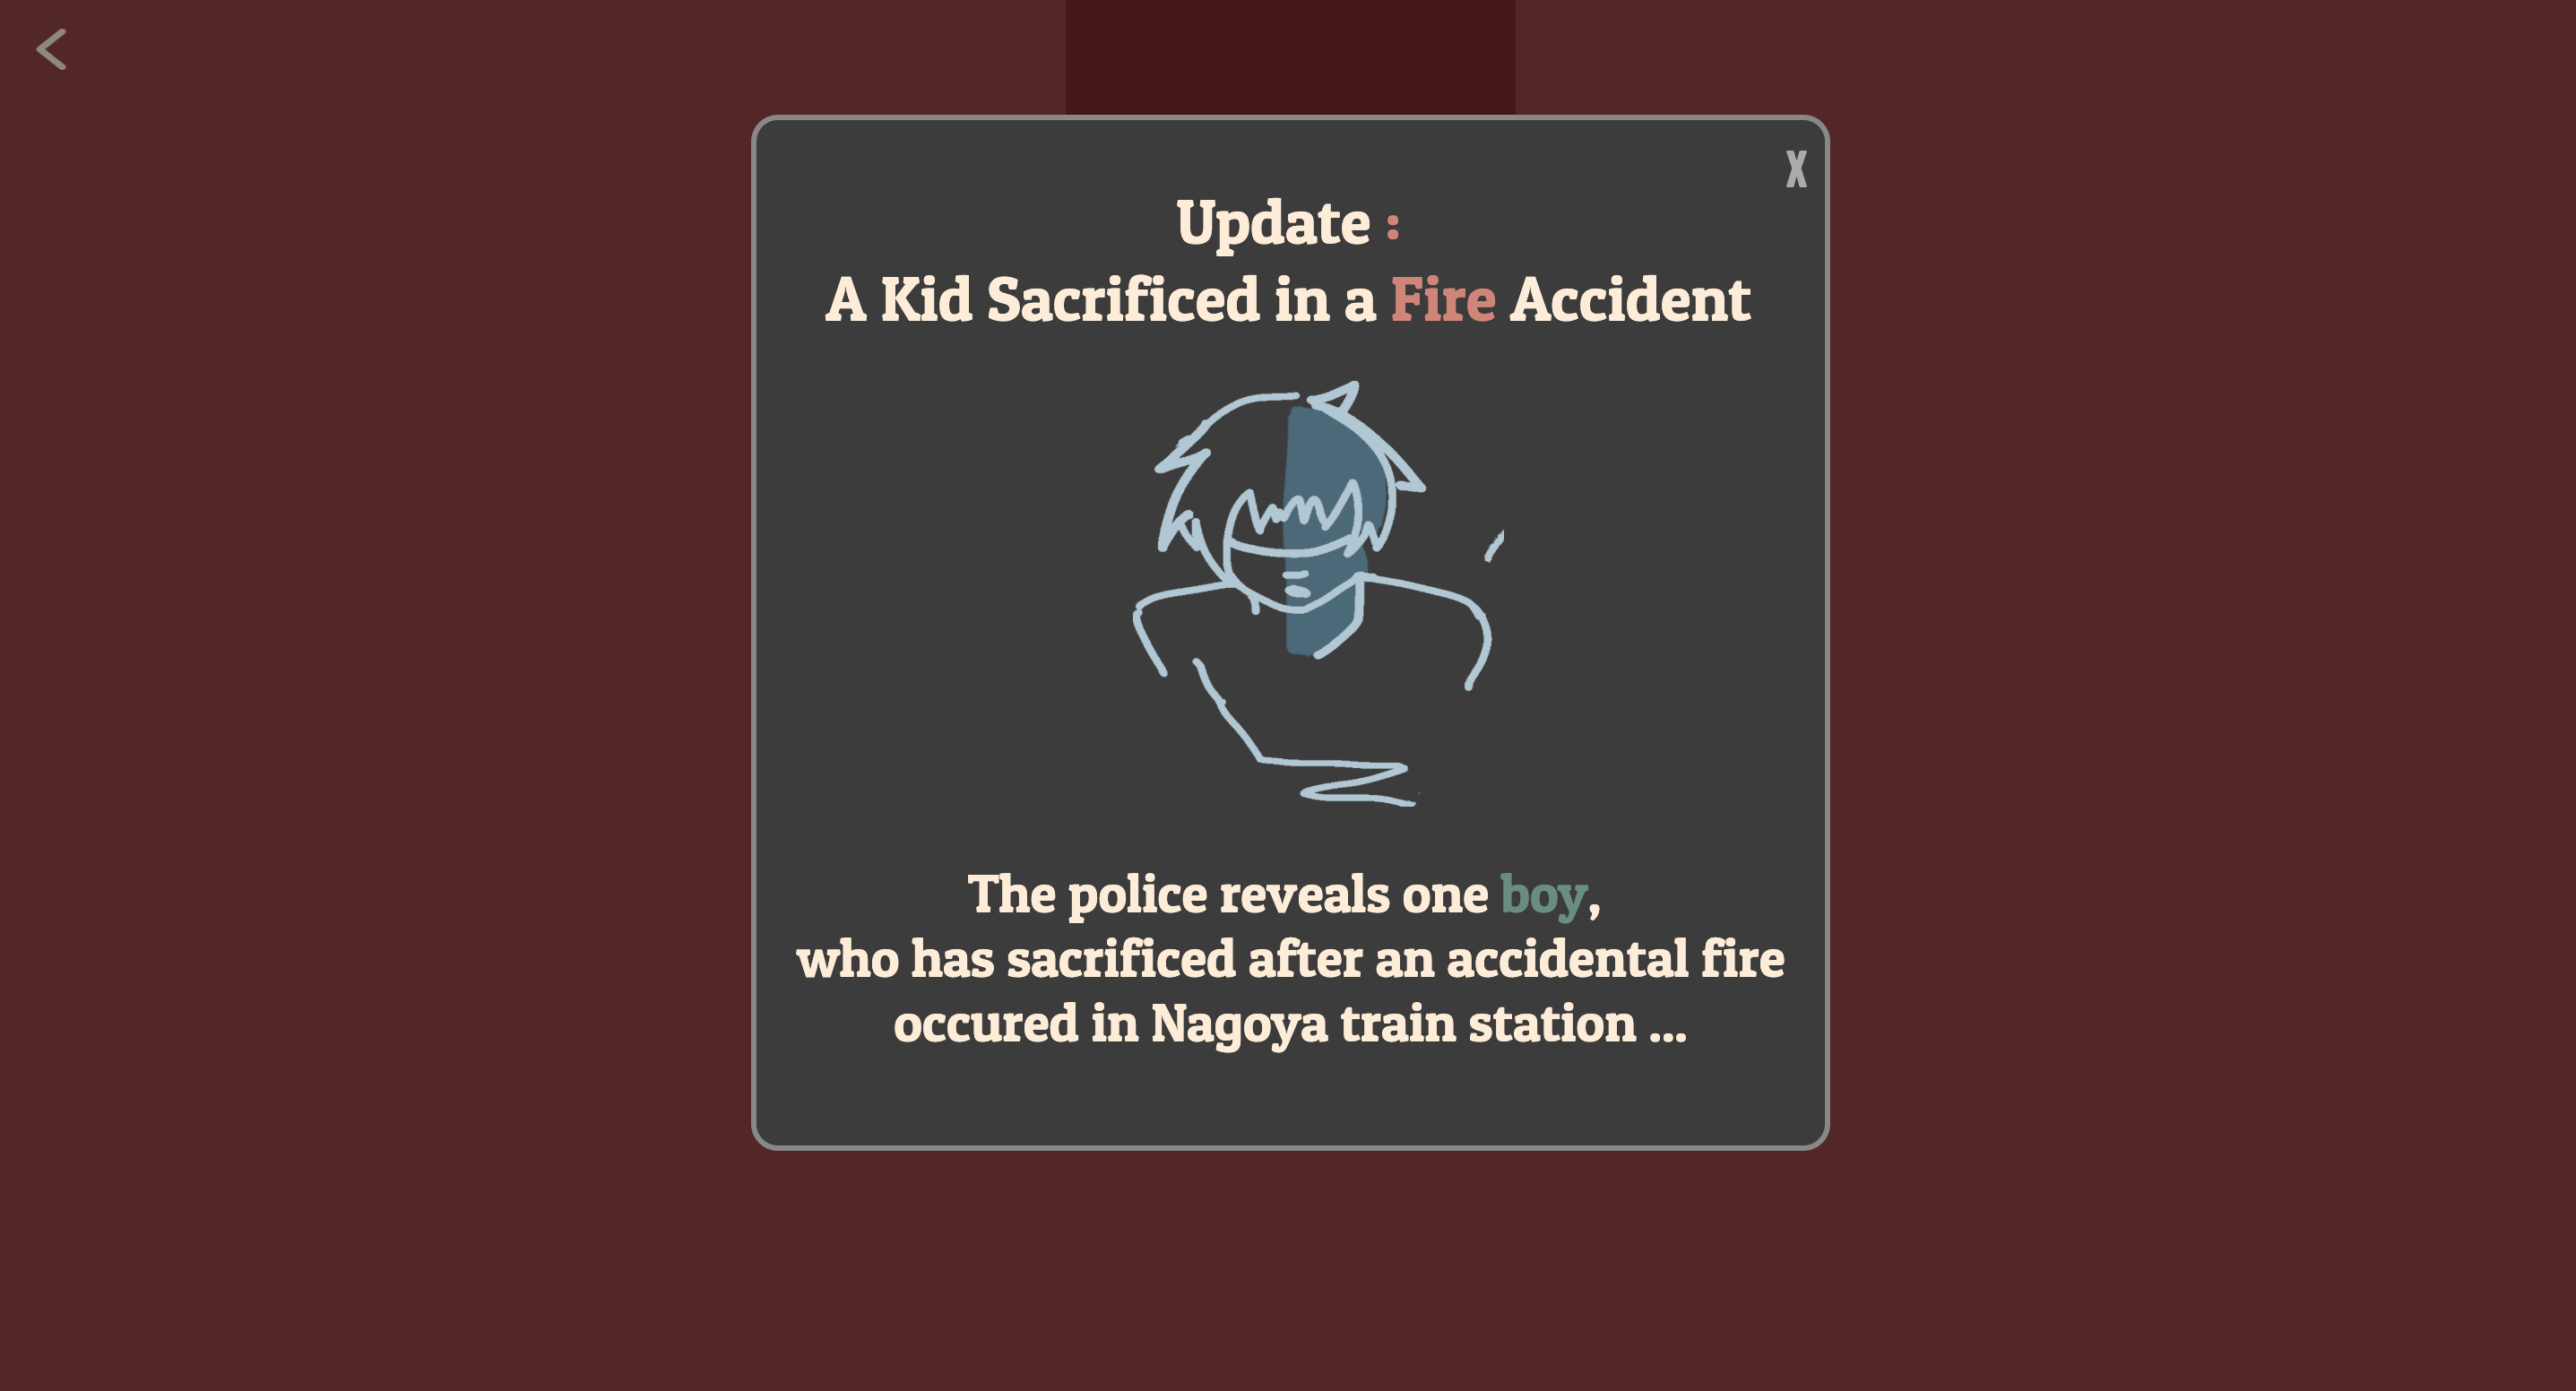 X
Update :
A Kid Sacrificed in a Fire Accident
The police reveals one boy,
who has sacrificed after an accidental fire
occured in Nagoya train station ...